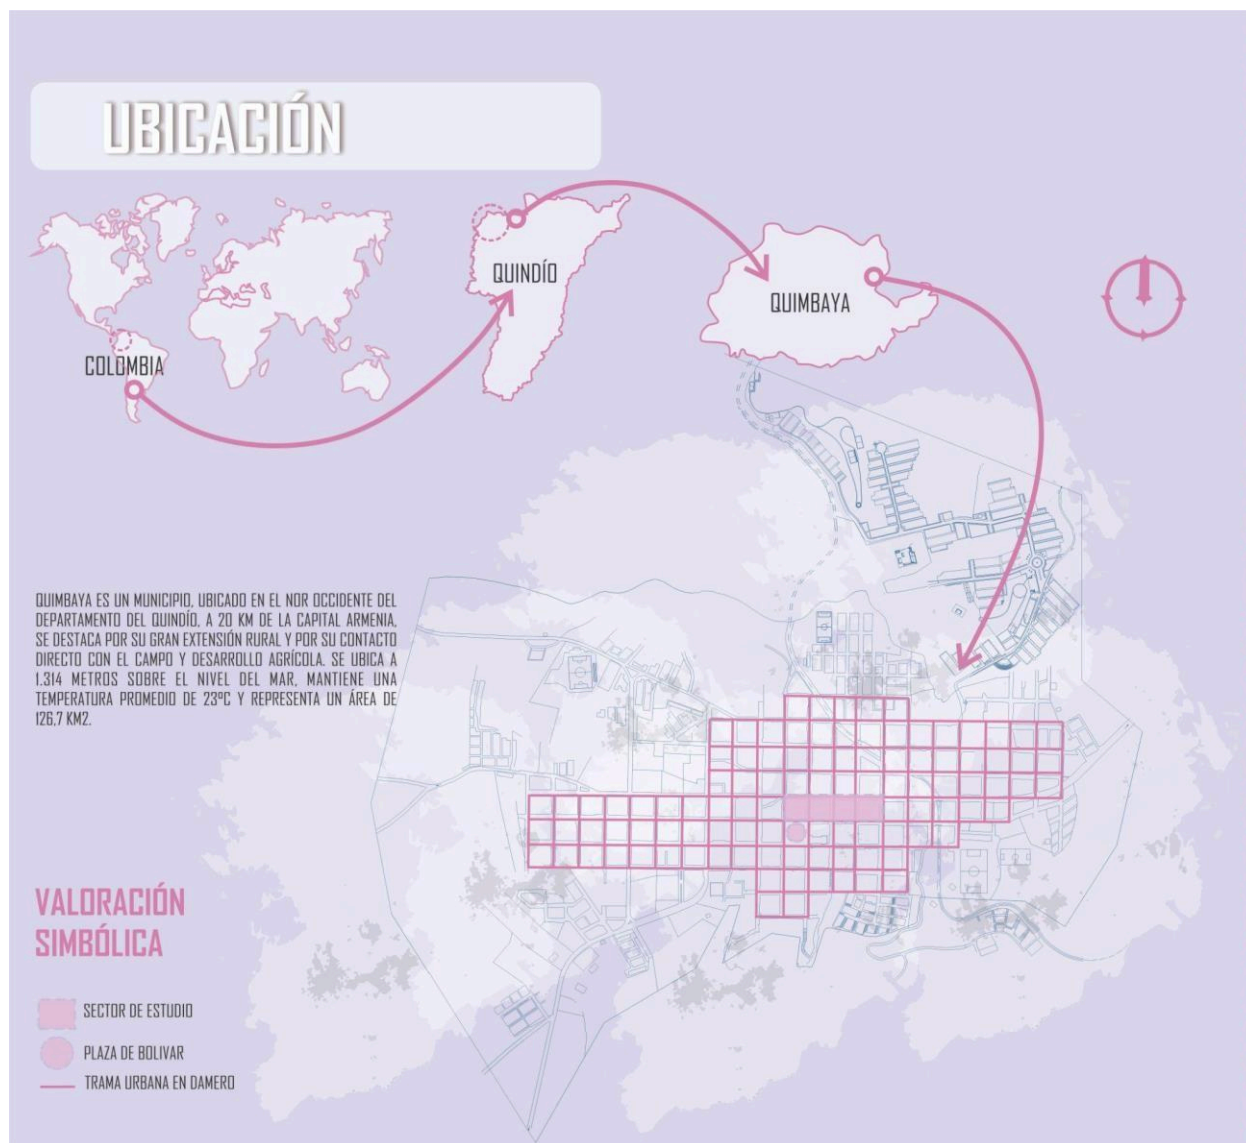 UBICACIÓN
COLOMBIA
QUINDÍO
QUIMBAYA
QUIMBAYA ES UN MUNICIPIO, UBICADO EN EL NOR OCCIDENTE DEL
DEPARTAMENTO DEL QUINDÍO, A 20 KM DE LA CAPITAL ARMENIA,
SE DESTACA POR SU GRAN EXTENSIÓN RURAL Y POR SU CONTACTO
DIRECTO CON EL CAMPO Y DESARROLLO AGRÍCOLA. SE UBICA A
1.314 METROS SOBRE EL NIVEL DEL MAR, MANTIENE UNA
TEMPERATURA PROMEDIO DE 23ºC Y REPRESENTA UN ÁREA DE
126,7 KM2.
VALORACIÓN
SIMBÓLICA
SECTOR DE ESTUDIO
PLAZA DE BOLIVAR
TRAMA URBANA EN DAMERO